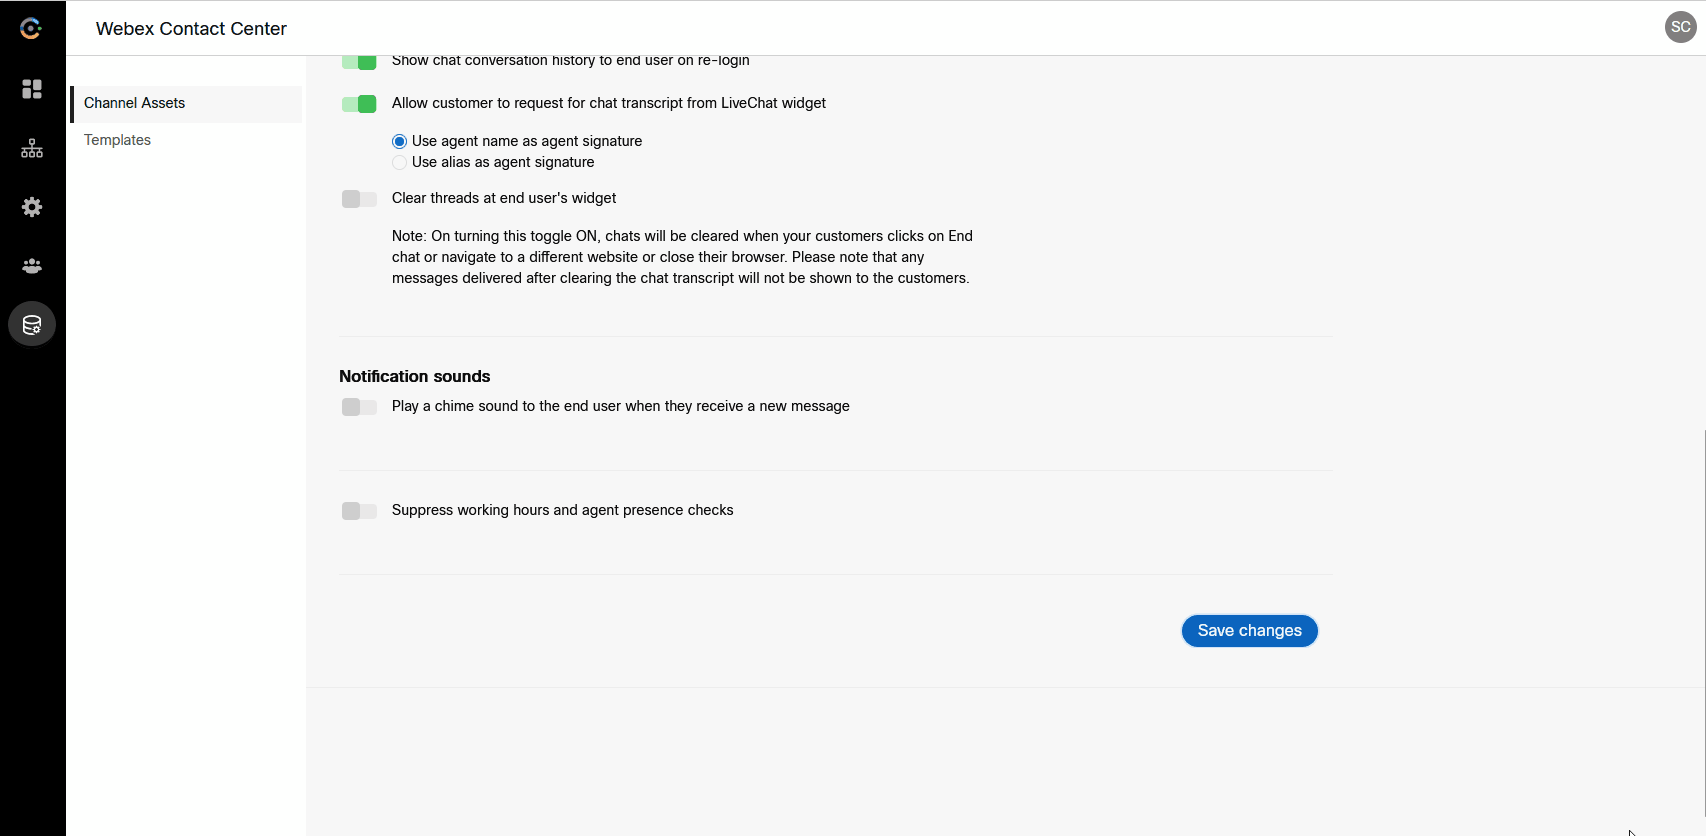 Webex Contact Center
SC
Channel Assets
Templates
Show chat conversation history to end user on re-login
Allow customer to request for chat transcript from LiveChat widget
Use agent name as agent signature
Use alias as agent signature
Clear threads at end user's widget
Note: On turning this toggle ON, chats will be cleared when your customers clicks on End
chat or navigate to a different website or close their browser. Please note that any
messages delivered after clearing the chat transcript will not be shown to the customers.
Notification sounds
Play a chime sound to the end user when they receive a new message
Suppress working hours and agent presence checks
Save changes